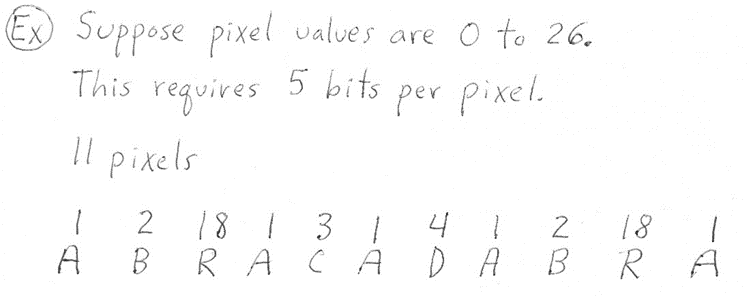 Ex Suppose pixel values are 0 to 26.
This requires 5 bits per pixel.
11 pixels
1 2 18 1 3 1 4 1 2 18 1
A B R A C A D A B R A